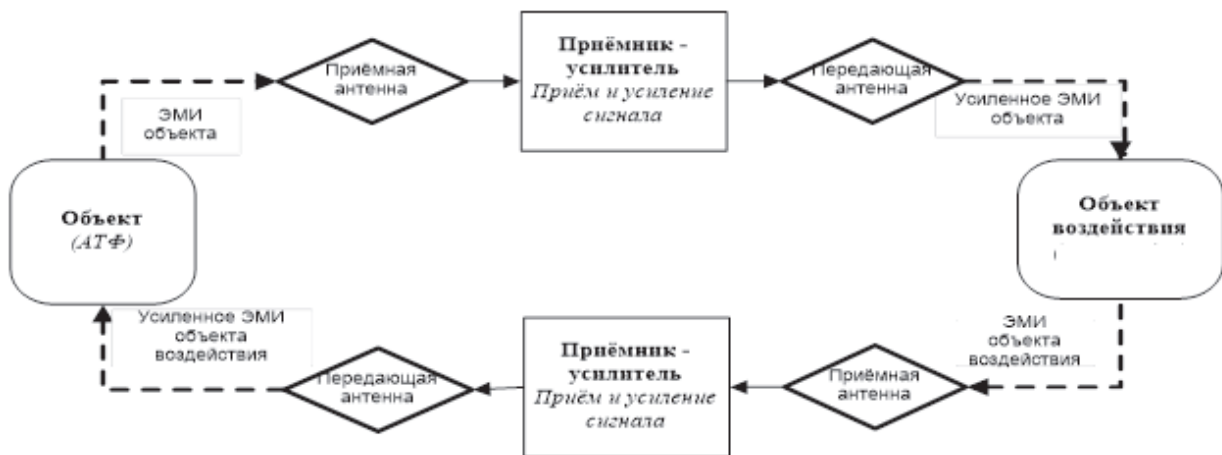 Приёмная
антенна
Приёмник -
усилитель
Приём и усиление
сигнала
Передающая
антенна
ЭМИ
объекта
Усиленное ЭМИ
объекта
Объект
(АТФ)
Объект
воздействия
Усиленное ЭМИ
объекта
воздействия
Передающая
антенна
Приёмник -
усилитель
Приём и усиление
сигнала
Приёмная
антенна
ЭМИ
объекта
воздействия